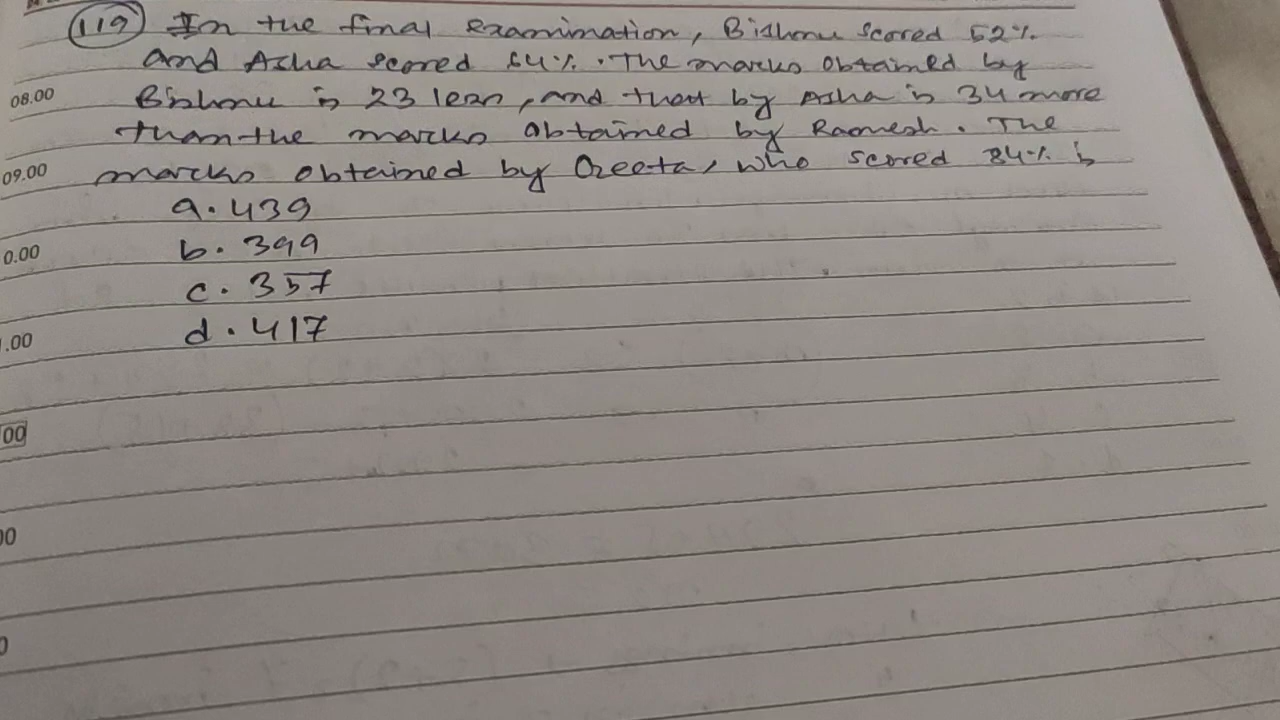 119 In the final examination, Bishnu scored 52%
and Asha scored 64%. The marks obtained by
08.00 Bishnu is 23 less, and that by Asha is 34 more
than the marks obtained by Ramesh. The
09.00 marks obtained by Geeta, who scored 84% is
a. 439
0.00 b. 399
c. 357
.00 d. 417
00
00
0